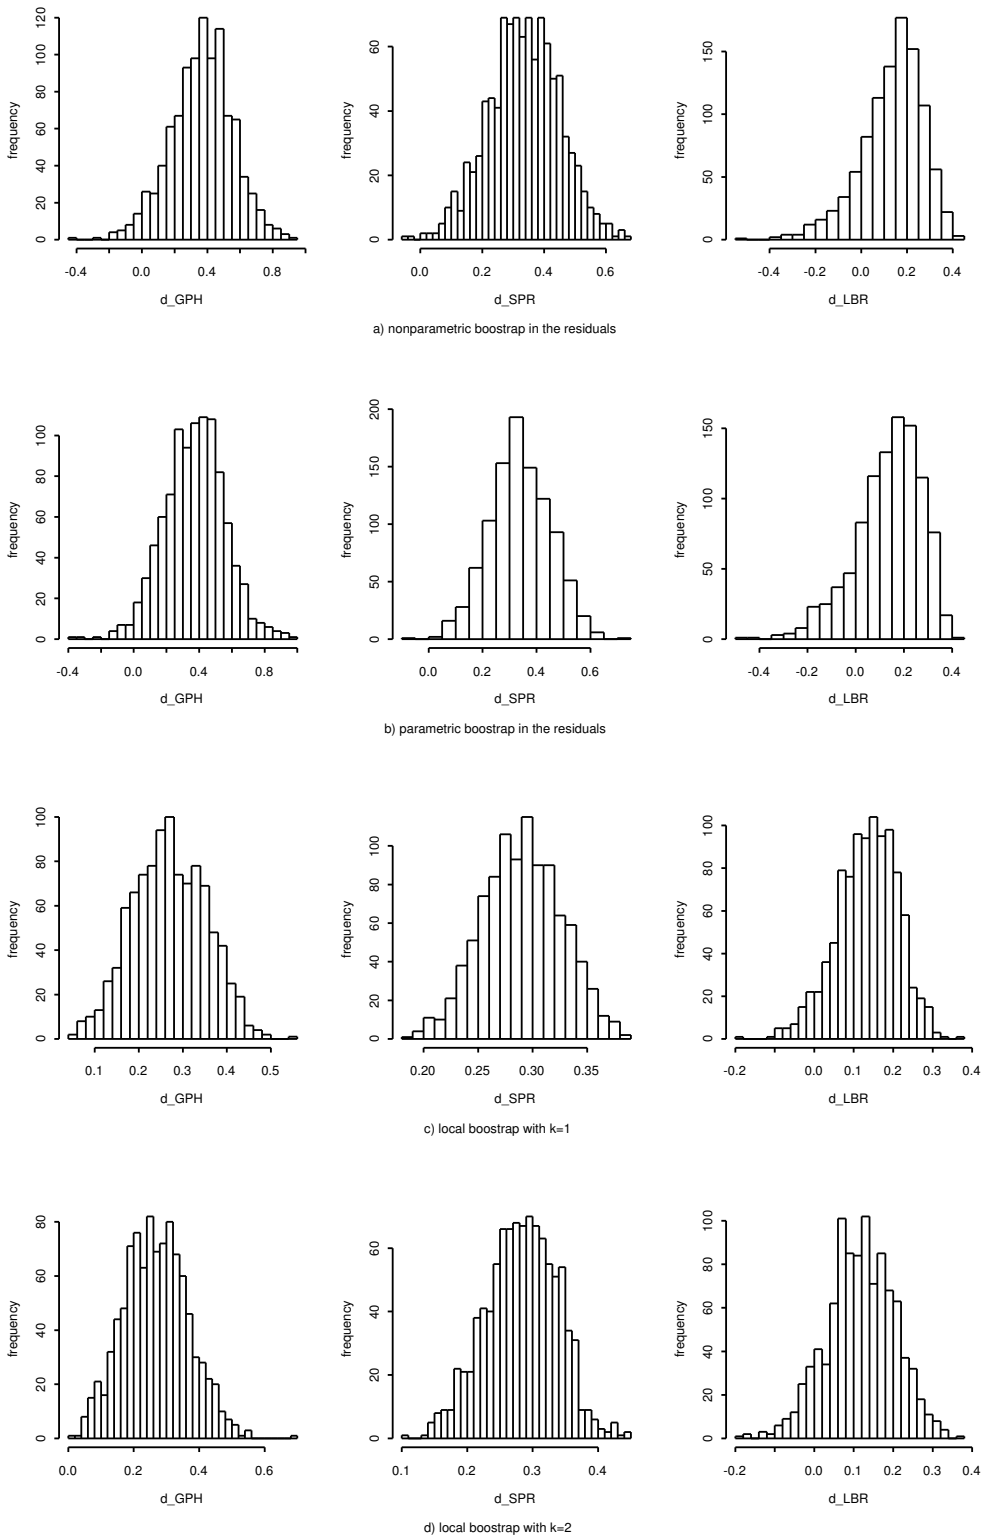 frequency
0 20 40 60 80 100 120
-0.4 0.0 0.4 0.8
d_GPH
frequency
0 20 40 60
0.0 0.2 0.4 0.6
d_SPR
frequency
0 50 100 150
-0.4 -0.2 0.0 0.2 0.4
d_LBR
a) nonparametric boostrap in the residuals
frequency
0 20 40 60 80 100
-0.4 0.0 0.4 0.8
d_GPH
frequency
0 50 100 150 200
0.0 0.2 0.4 0.6
d_SPR
frequency
0 50 100 150
-0.4 -0.2 0.0 0.2 0.4
d_LBR
b) parametric boostrap in the residuals
frequency
0 20 40 60 80 100
0.1 0.2 0.3 0.4 0.5
d_GPH
frequency
0 20 40 60 80 100
0.20 0.25 0.30 0.35
d_SPR
frequency
0 20 40 60 80 100
-0.2 0.0 0.1 0.2 0.3 0.4
d_LBR
c) local boostrap with k=1
frequency
0 20 40 60 80
0.0 0.2 0.4 0.6
d_GPH
frequency
0 20 40 60
0.1 0.2 0.3 0.4
d_SPR
frequency
0 20 40 60 80 100
-0.2 0.0 0.1 0.2 0.3 0.4
d_LBR
d) local boostrap with k=2